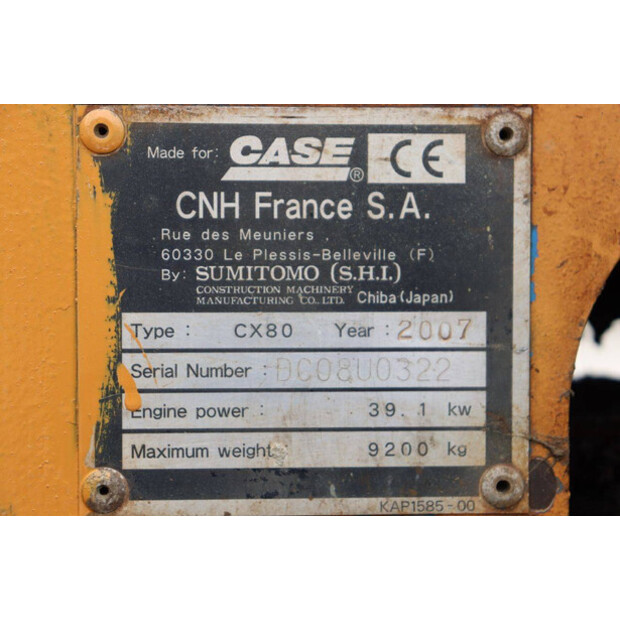 Made for: CASE ® CE
CNH France S.A.
Rue des Meuniers
60330 Le Plessis-Belleville (F)
By: SUMITOMO (S.H.I.)
CONSTRUCTION MACHINERY
MANUFACTURING CO. LTD. Chiba (Japan)
Type : CX80 Year : 2007
Serial Number : DC08U0322
Engine power : 39.1 kw
Maximum weight 9200 kg
KAP1585-00